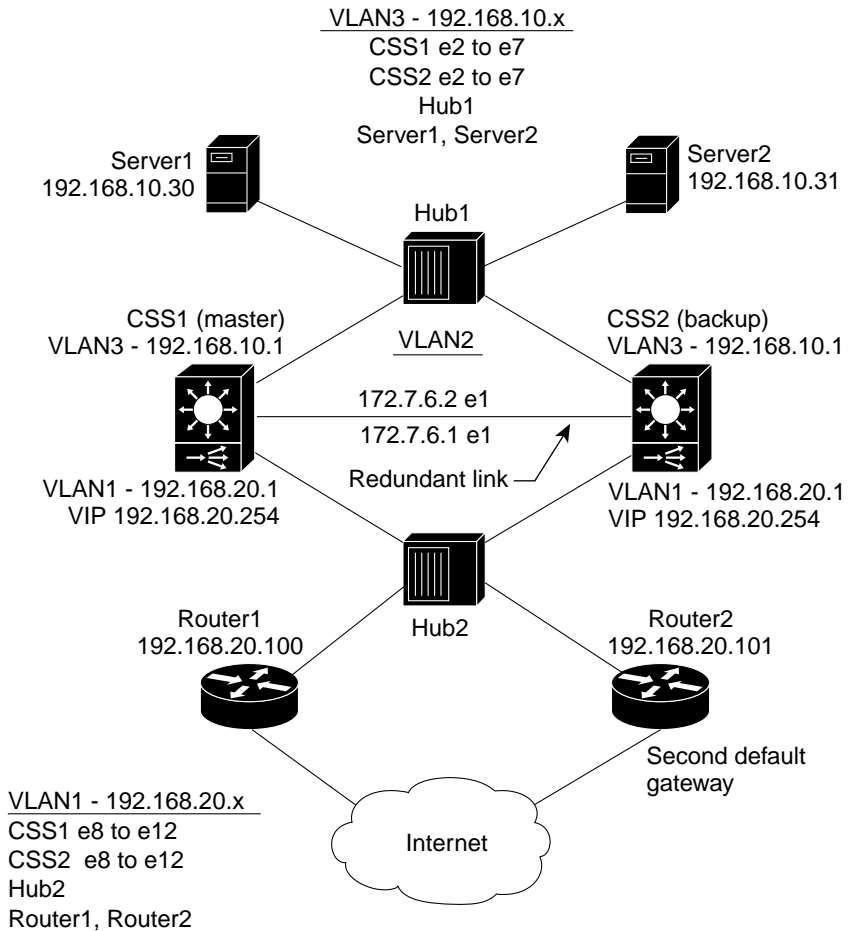 VLAN3 - 192.168.10.x
CSS1 e2 to e7
CSS2 e2 to e7
Hub1
Server1, Server2
Server1
192.168.10.30
Server2
192.168.10.31
Hub1
CSS1 (master)
VLAN3 - 192.168.10.1
VLAN2
CSS2 (backup)
VLAN3 - 192.168.10.1
172.7.6.2 e1
172.7.6.1 e1
Redundant link
VLAN1 - 192.168.20.1
VIP 192.168.20.254
VLAN1 - 192.168.20.1
VIP 192.168.20.254
Hub2
Router1
192.168.20.100
Router2
192.168.20.101
Second default
gateway
Internet
VLAN1 - 192.168.20.x
CSS1 e8 to e12
CSS2 e8 to e12
Hub2
Router1, Router2